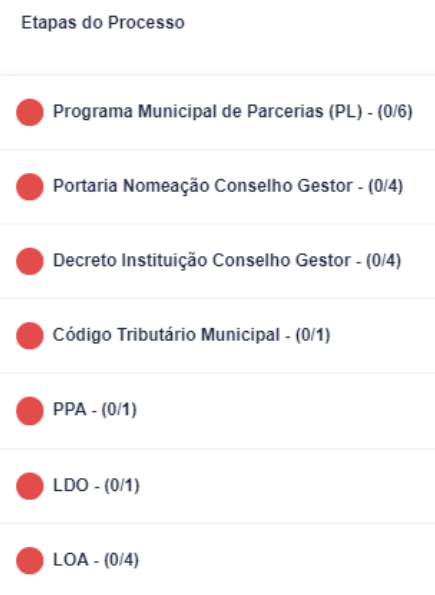 Etapas do Processo
Programa Municipal de Parcerias (PL) - (0/6)
Portaria Nomeação Conselho Gestor - (0/4)
Decreto Instituição Conselho Gestor - (0/4)
Código Tributário Municipal - (0/1)
PPA - (0/1)
LDO - (0/1)
LOA - (0/4)